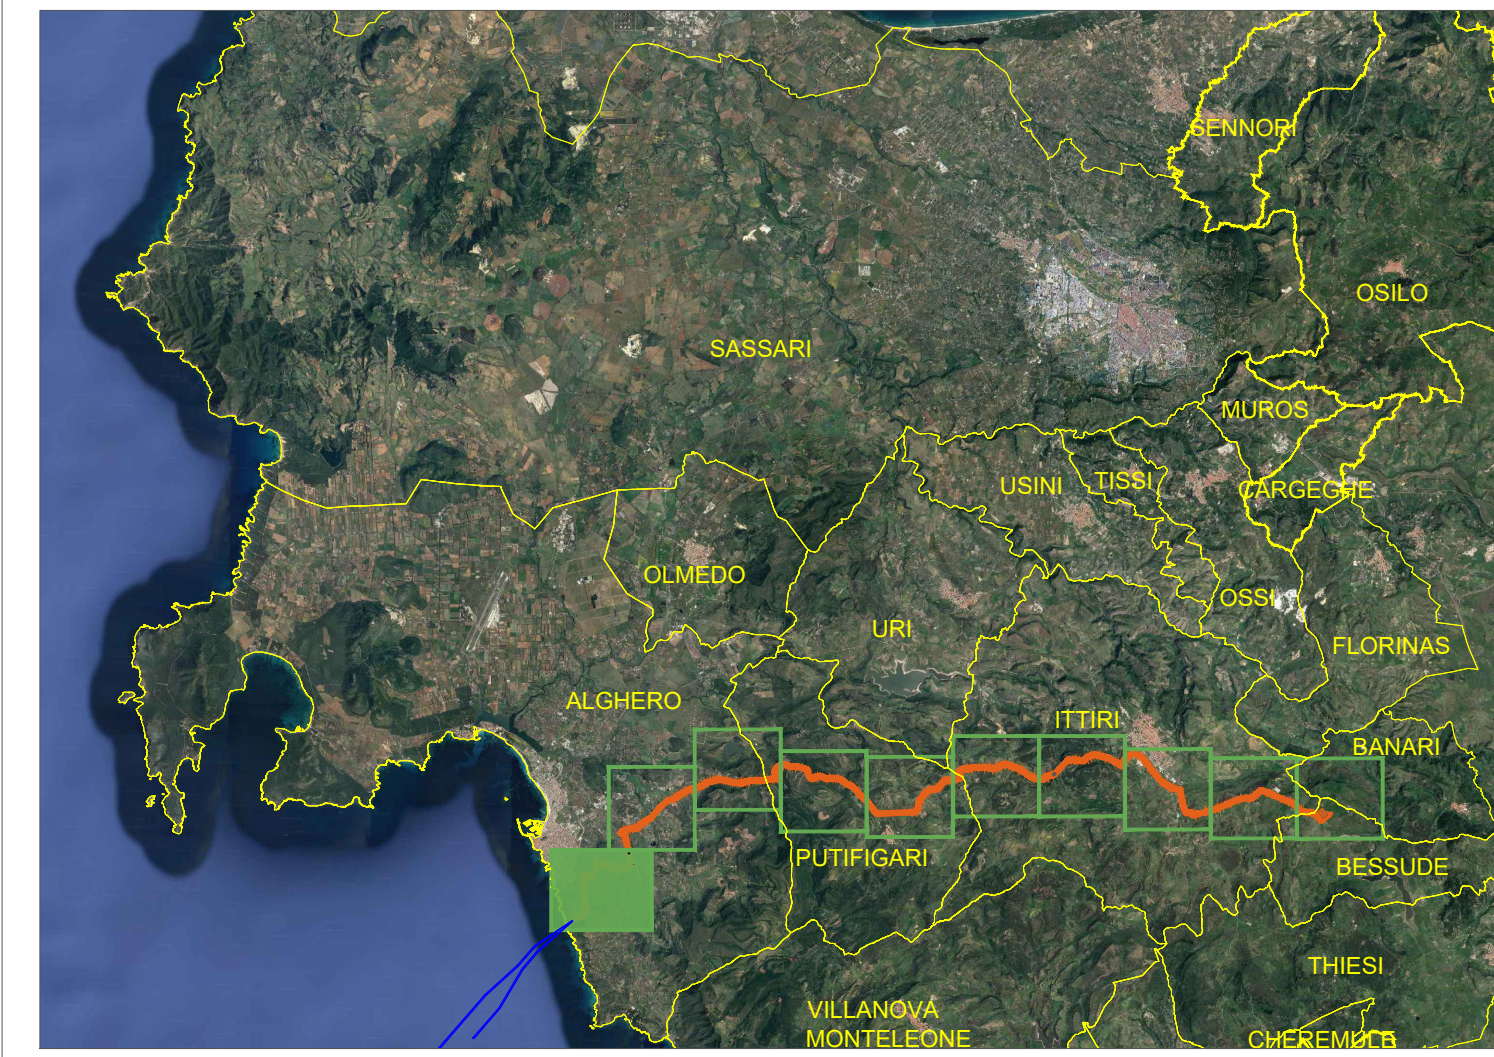 SENNORI
OSILO
SASSARI
MUROS
USINI
TISSI
CARGEGHE
OLMEDO
OSSI
URI
FLORINAS
ALGHERO
ITTIRI
BANARI
PUTIFIGARI
BESSUDE
THIESI
VILLANOVA
MONTELEONE
CHEREMULE